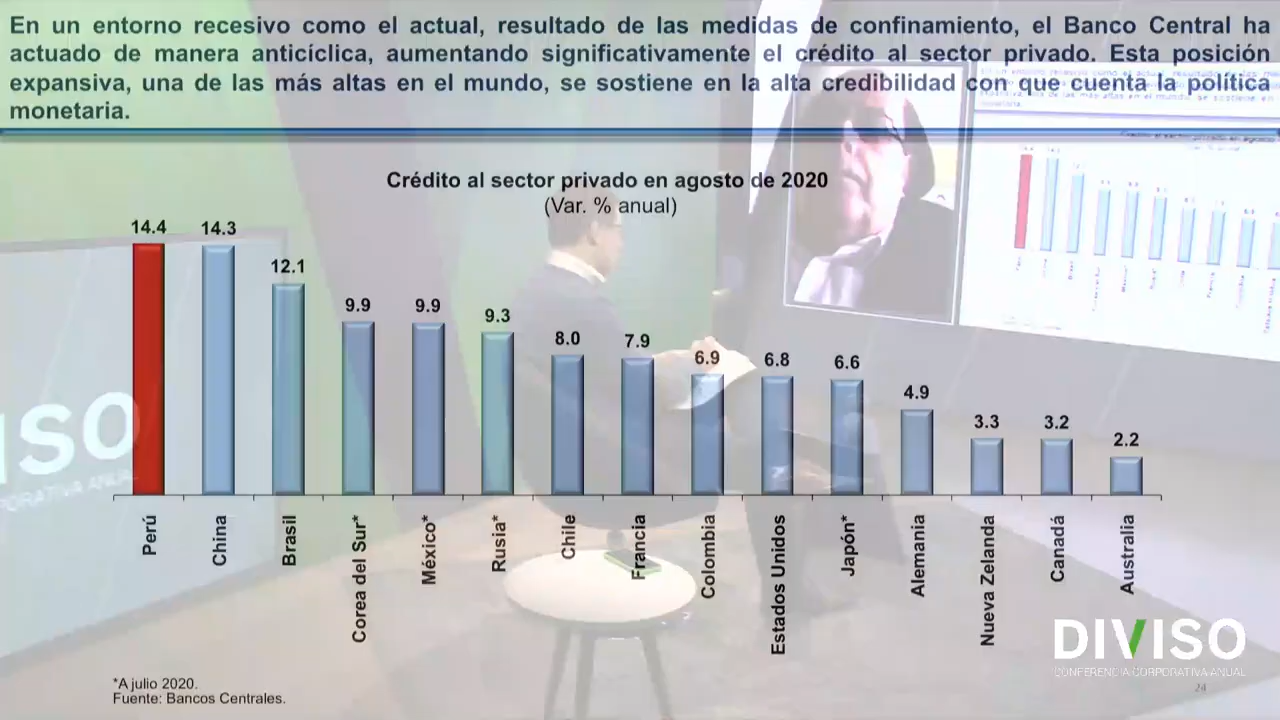 En un entorno recesivo como el actual, resultado de las medidas de confinamiento, el Banco Central ha
actuado de manera anticíclica, aumentando significativamente el crédito al sector privado. Esta posición
expansiva, una de las más altas en el mundo, se sostiene en la alta credibilidad con que cuenta la política
monetaria.
Crédito al sector privado en agosto de 2020
(Var. % anual)
14.4
14.3
12.1
9.9
9.9
9.3
8.0
7.9
6.9
6.8
6.6
4.9
3.3
3.2
2.2
Perú
China
Brasil
Corea del Sur*
México*
Rusia*
Chile
Francia
Colombia
Estados Unidos
Japón*
Alemania
Nueva Zelanda
Canadá
Australia
*A julio 2020.
Fuente: Bancos Centrales.
DIVISO
CONFERENCIA CORPORATIVA ANUAL
24